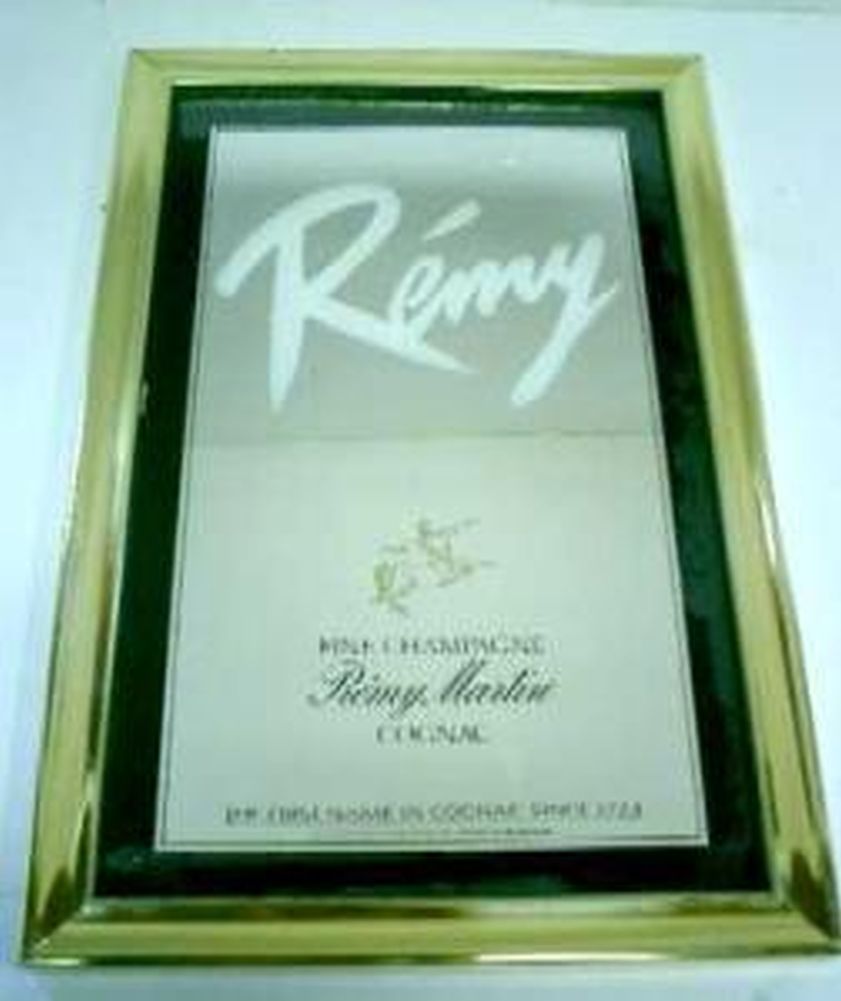 Rémy
FINE CHAMPAGNE
Rémy Martin
COGNAC
THE FIRST NAME IN COGNAC SINCE 1724